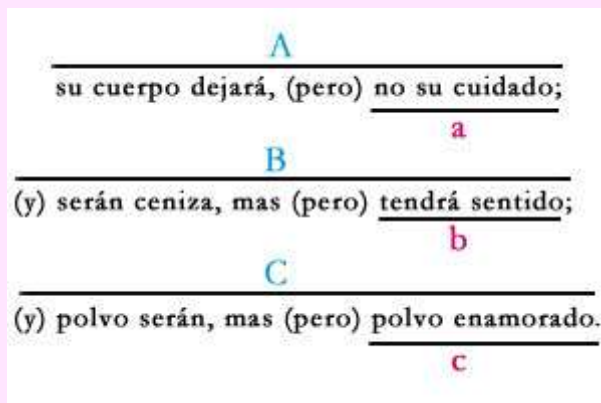 A
su cuerpo dejará, (pero) no su cuidado;
a
B
(y) serán ceniza, mas (pero) tendrá sentido;
b
C
(y) polvo serán, mas (pero) polvo enamorado.
c